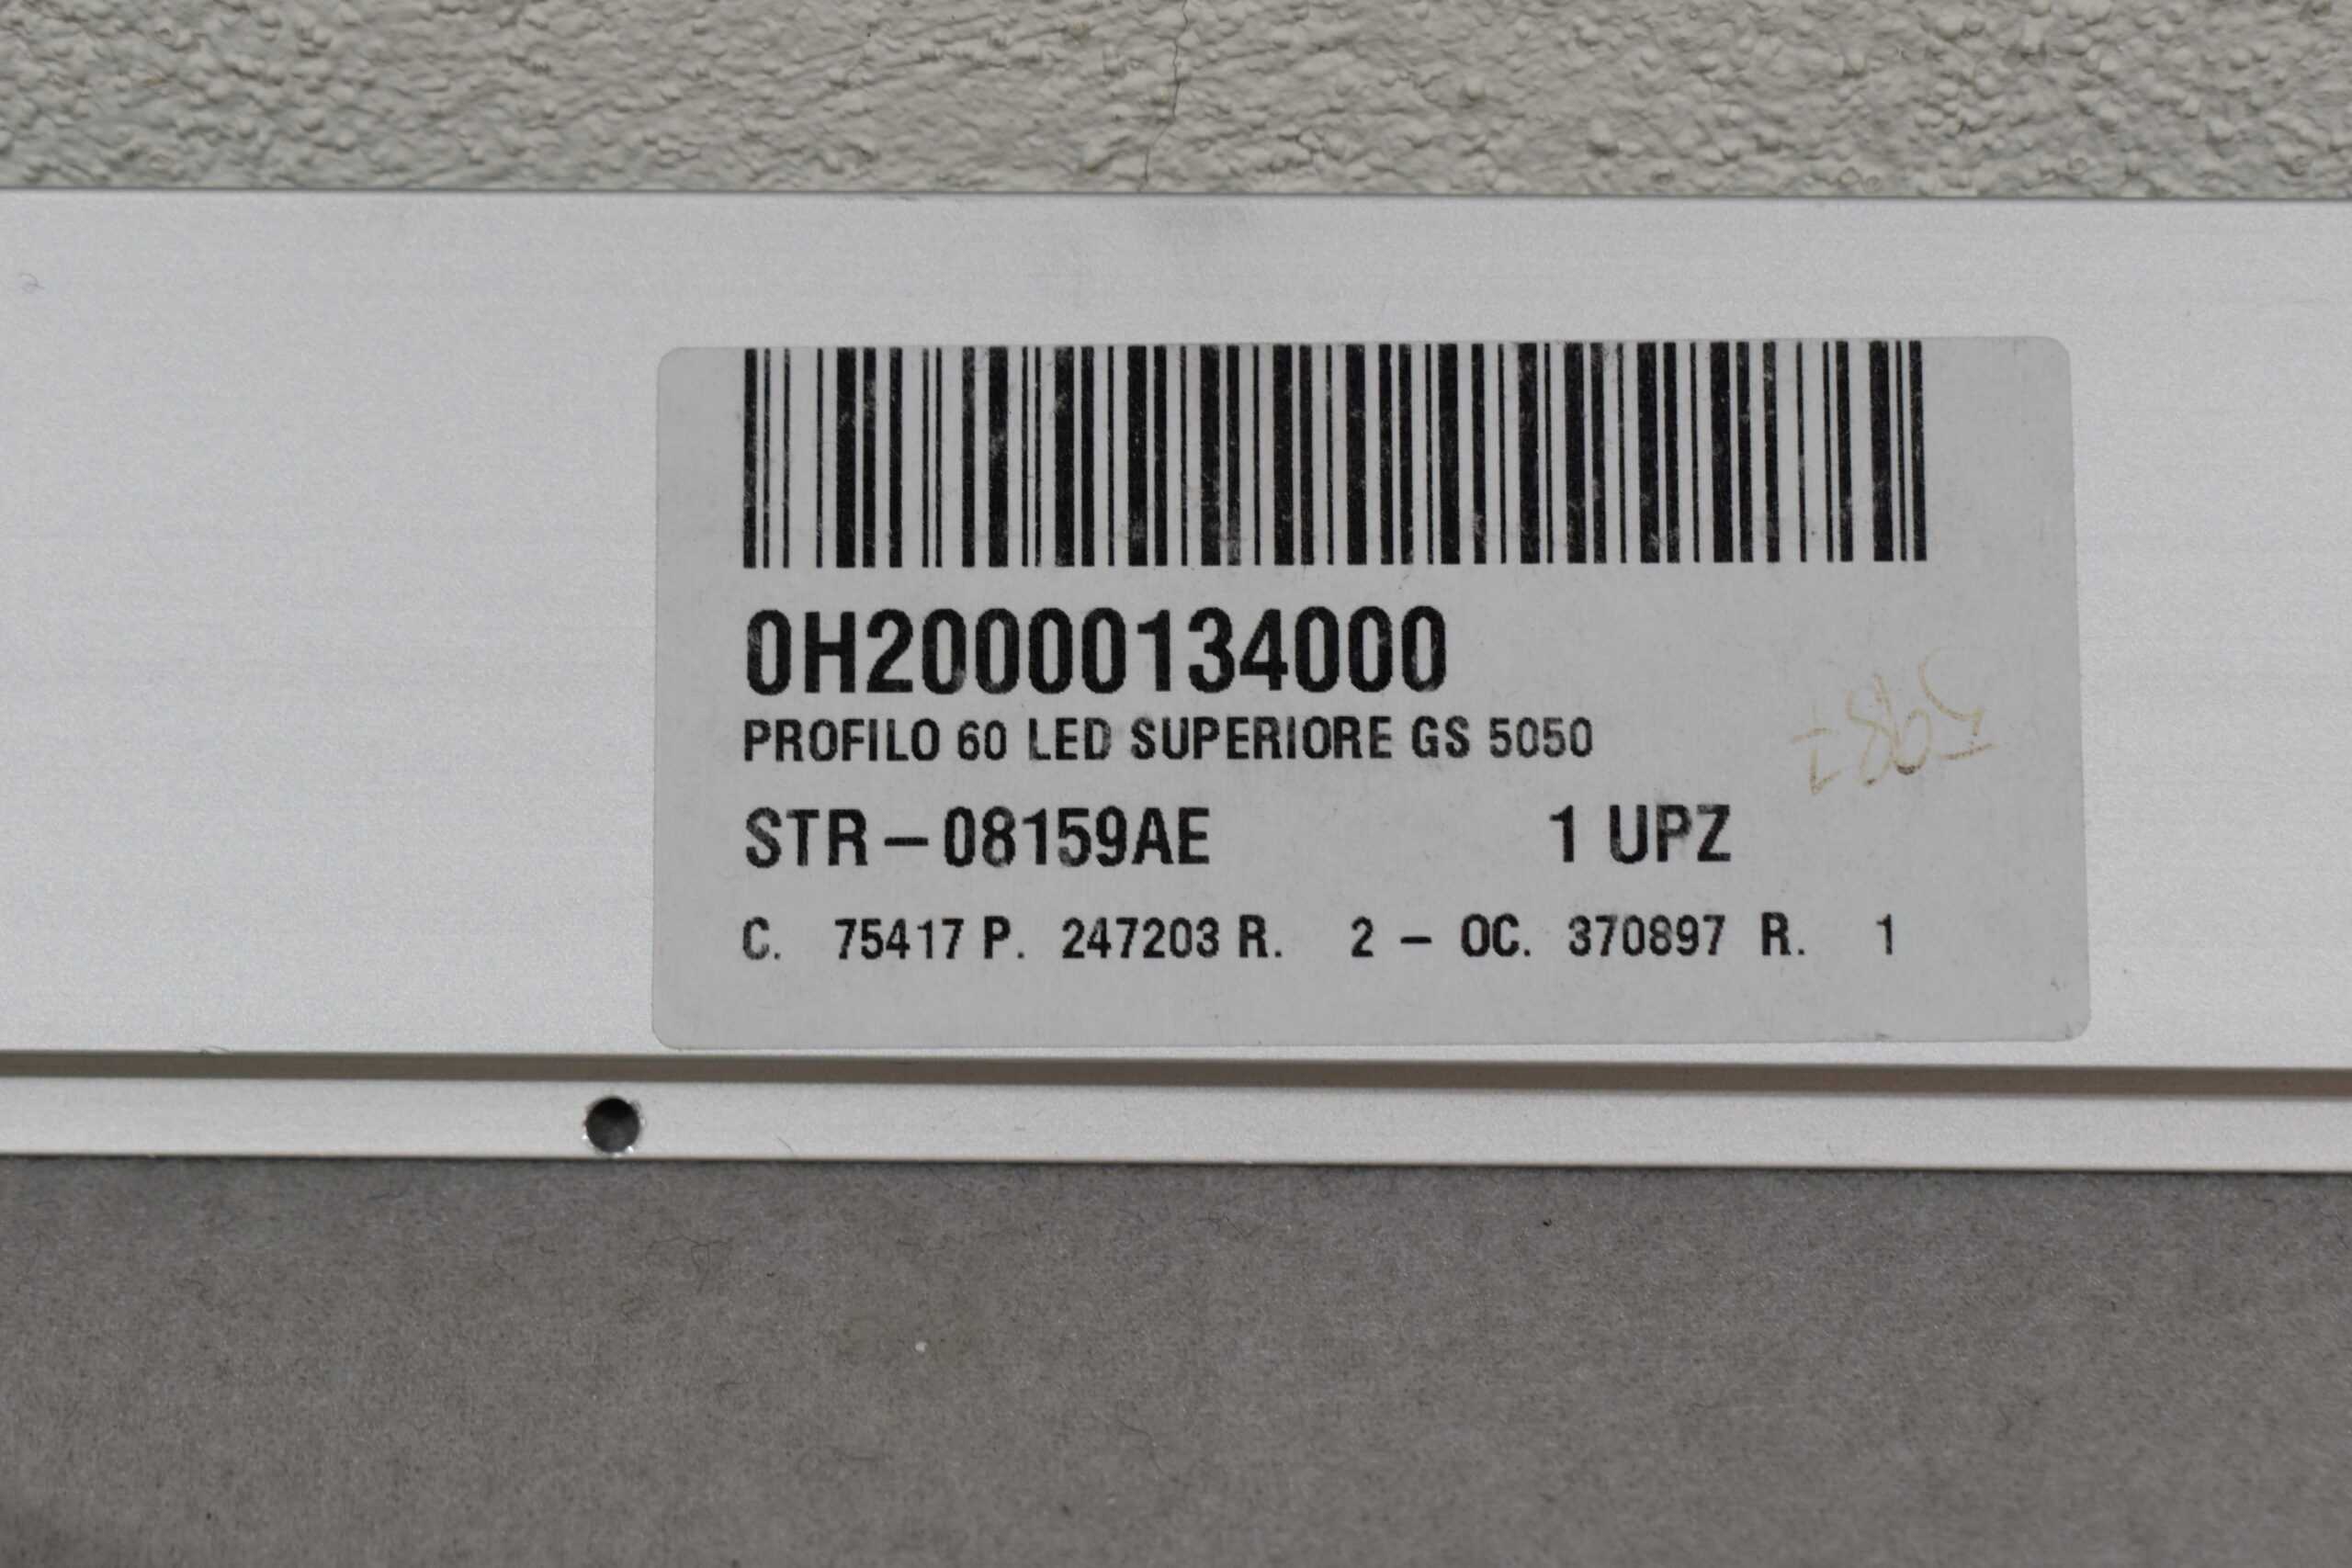 0H20000134000
PROFILO 60 LED SUPERIORE GS 5050
STR-08159AE 1 UPZ
C. 75417 P. 247203 R. 2 - OC. 370897 R. 1